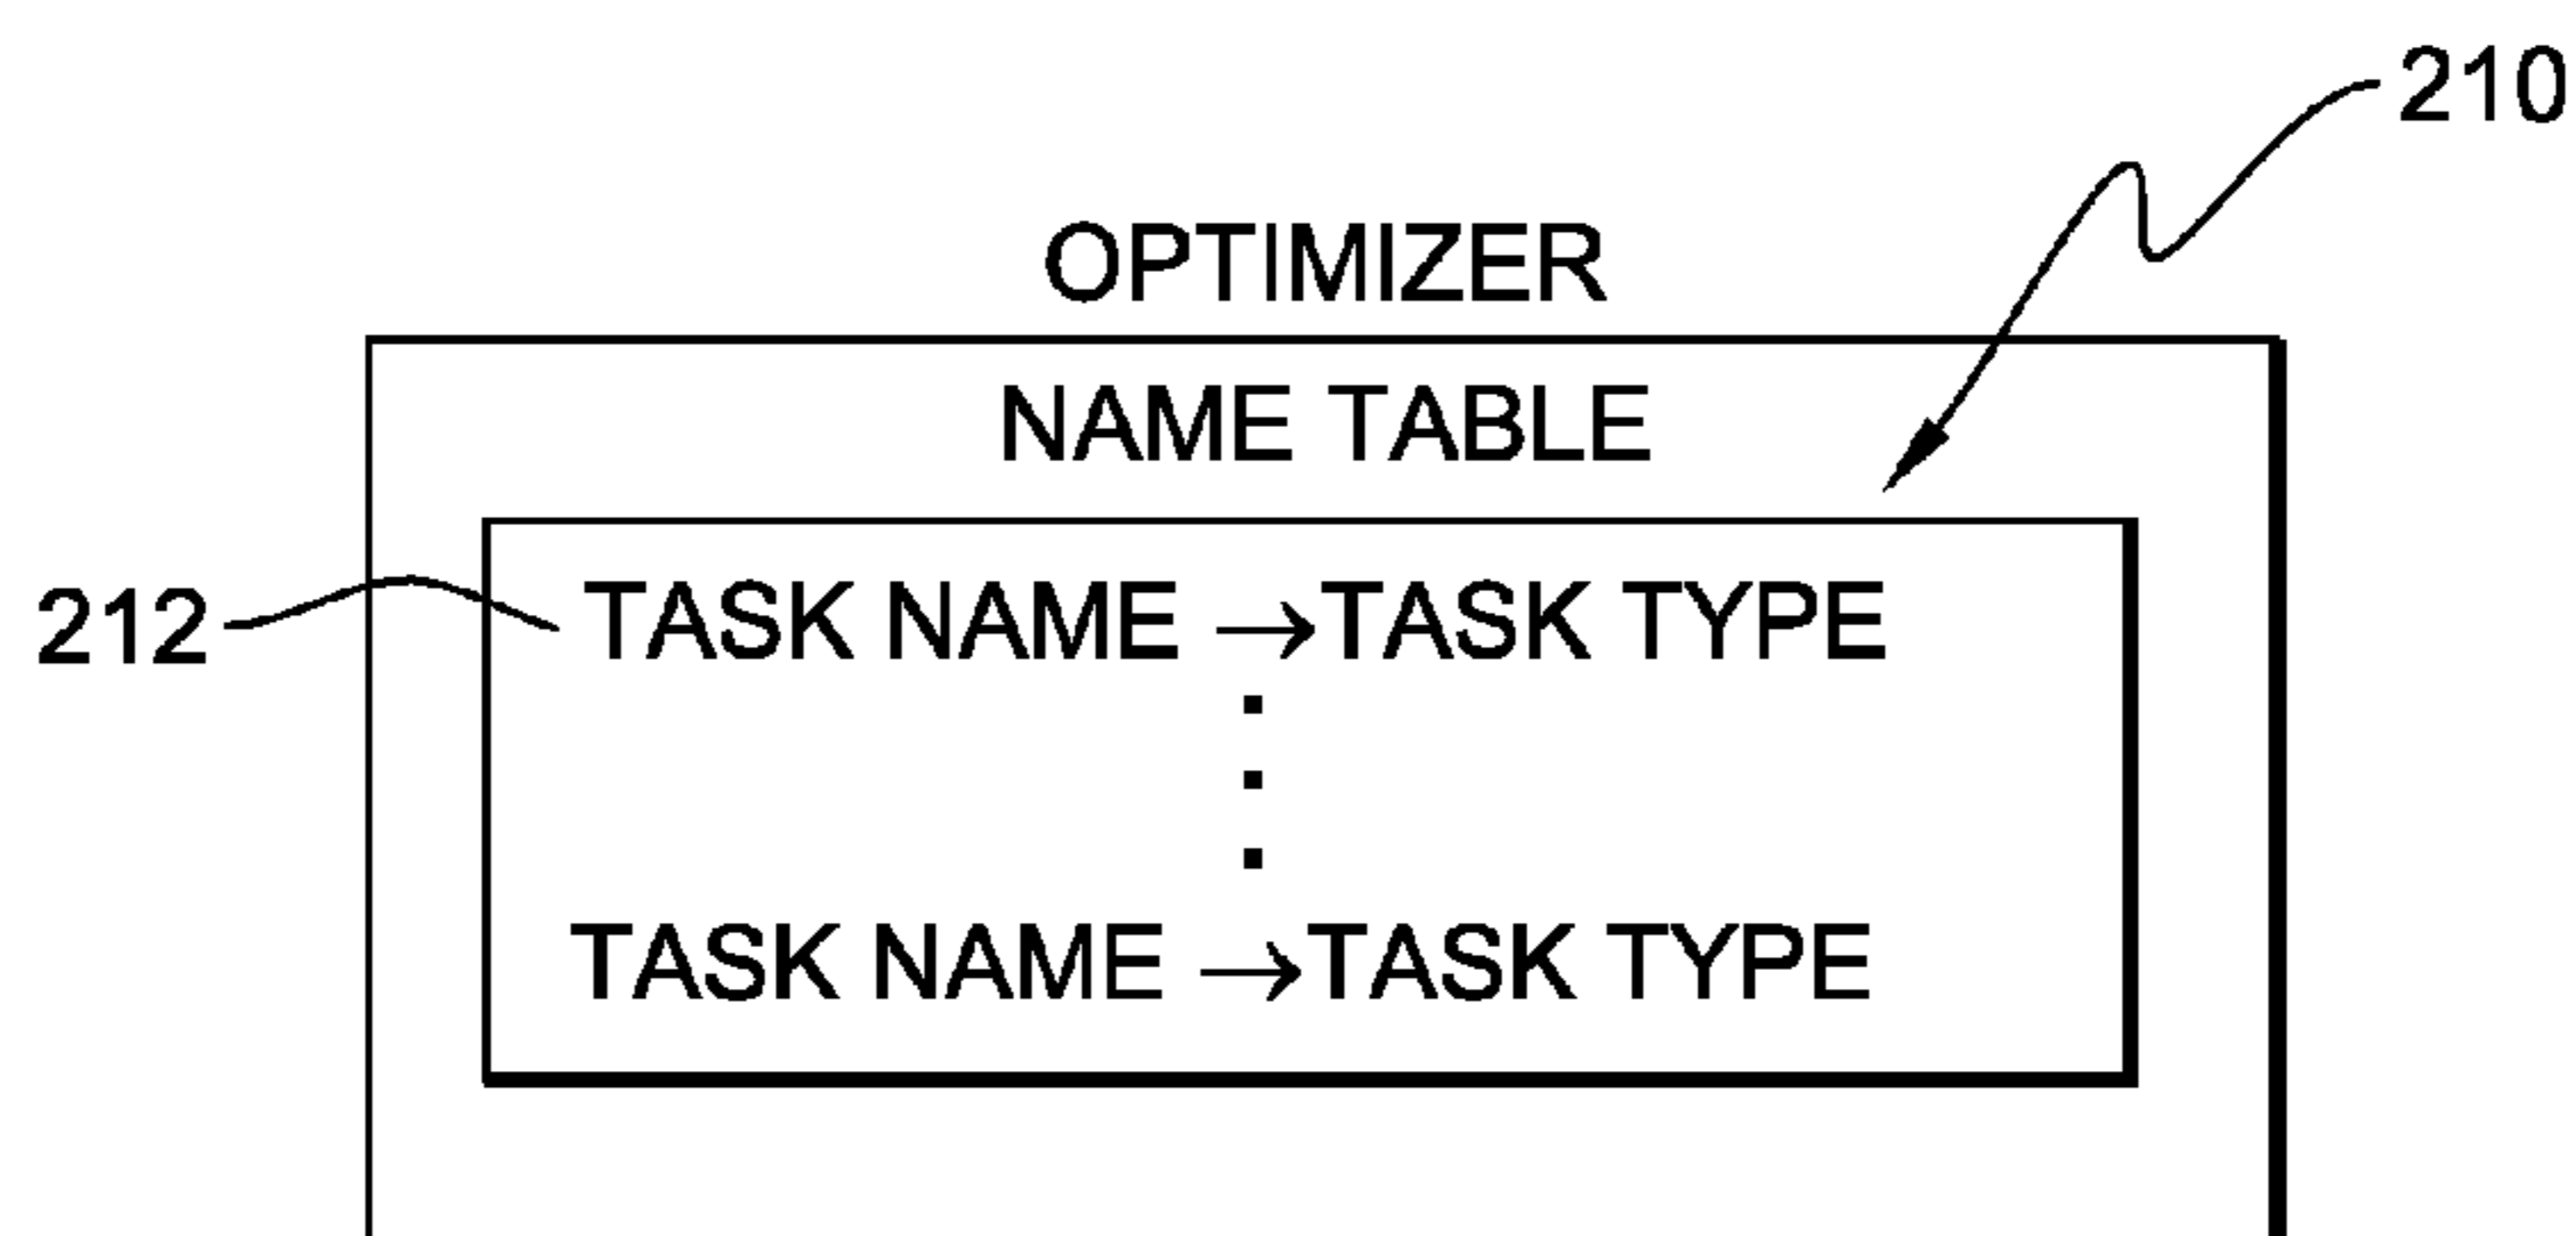 210
OPTIMIZER
NAME TABLE
212 TASK NAME →TASK TYPE
TASK NAME →TASK TYPE